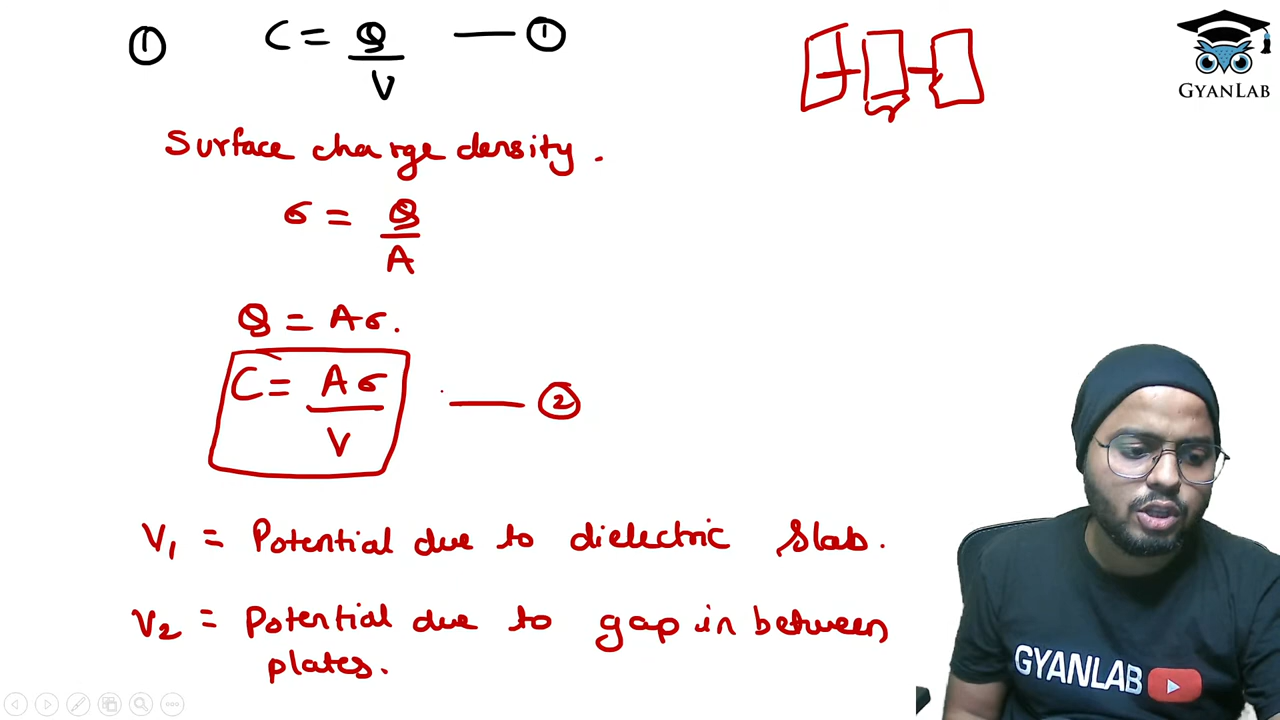 ① C = Q/V —— ①
GYANLAB
Surface charge density.
σ = Q/A
Q = Aσ.
C = Aσ/V —— ②
V₁ = Potential due to dielectric Slab.
V₂ = Potential due to gap in between
plates.
GYANLAB